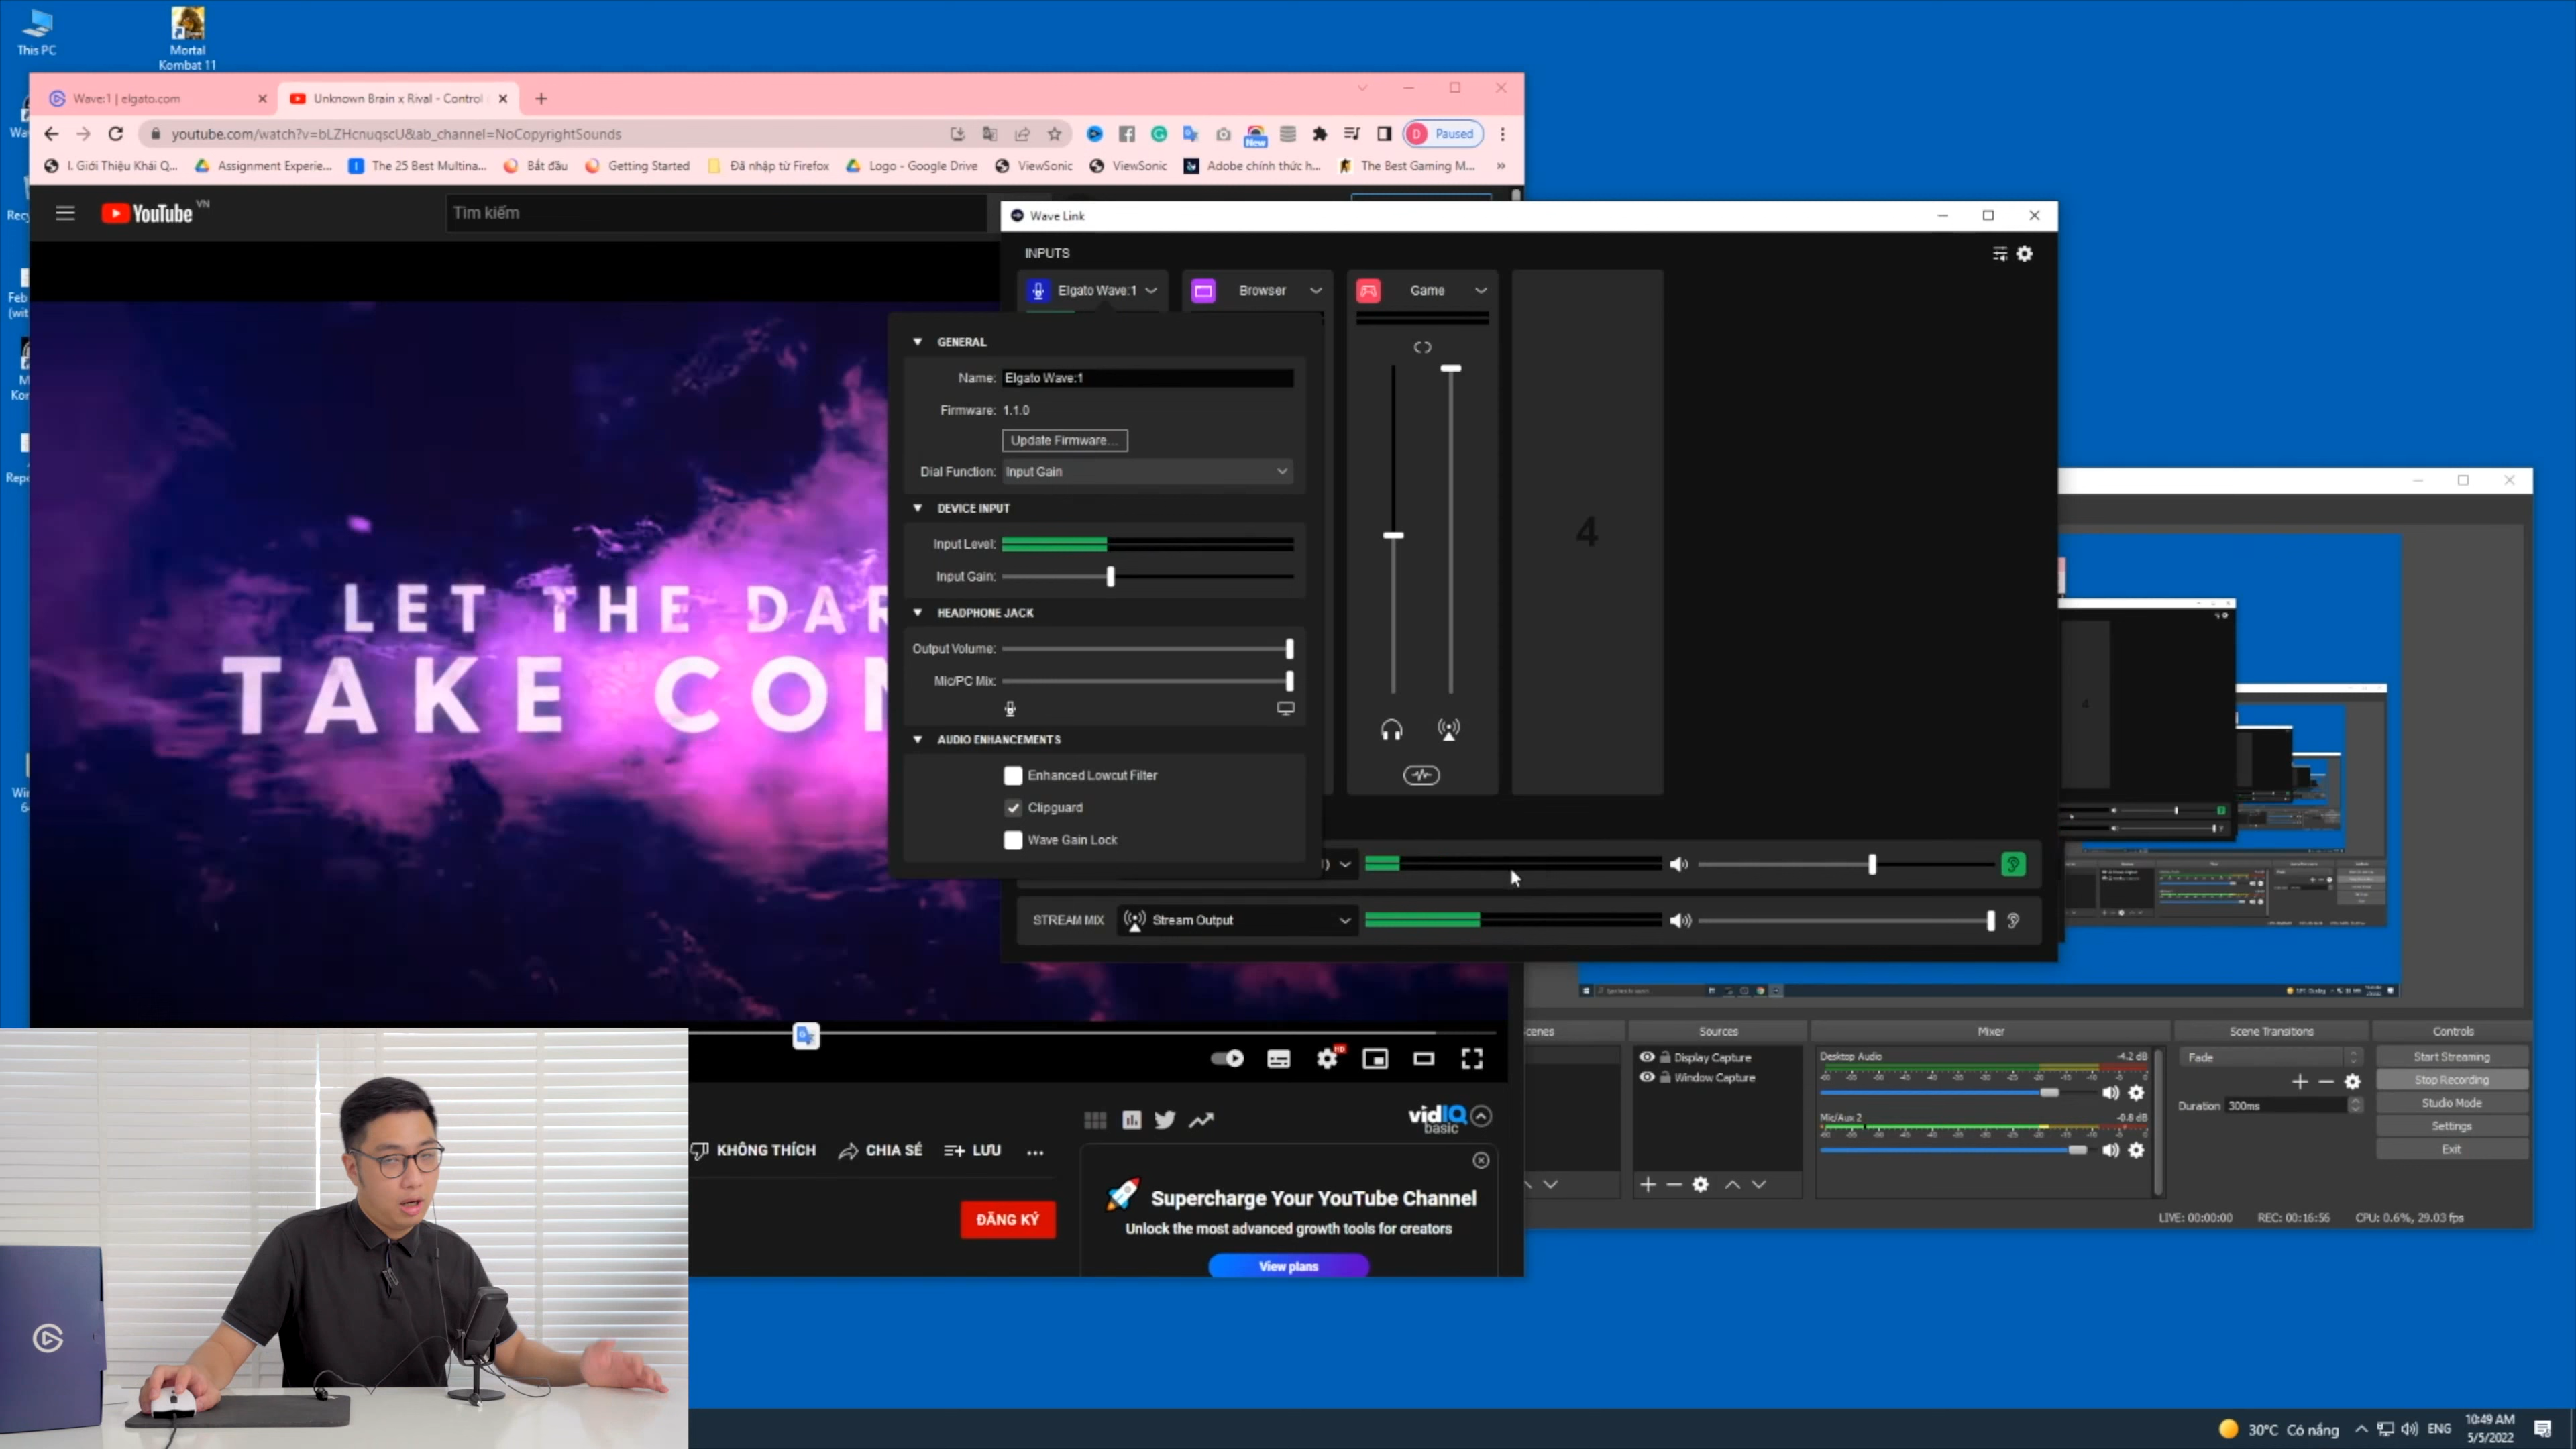 This PC
Mortal
Kombat 11
Wave:1 | elgato.com
Unknown Brain x Rival - Control
youtube.com/watch?v=bLZHcnuqscU&ab_channel=NoCopyrightSounds
New
D Paused
I. Giới Thiệu Khái Q...
Assignment Experie...
The 25 Best Multina...
Bắt đầu
Getting Started
Đã nhập từ Firefox
Logo - Google Drive
ViewSonic
ViewSonic
Adobe chính thức h...
The Best Gaming M...
YouTube VN
Tìm kiếm
Wave Link
INPUTS
Elgato Wave:1
Browser
Game
GENERAL
Name: Elgato Wave:1
Firmware: 1.1.0
Update Firmware...
Dial Function: Input Gain
DEVICE INPUT
Input Level:
Input Gain:
HEADPHONE JACK
Output Volume:
Mic/PC Mix:
AUDIO ENHANCEMENTS
Enhanced Lowcut Filter
Clipguard
Wave Gain Lock
4
STREAM MIX
Stream Output
LET THE DAR
TAKE CON
HD
KHÔNG THÍCH
CHIA SẺ
LƯU
ĐĂNG KÝ
vidIQ
basic
Supercharge Your YouTube Channel
Unlock the most advanced growth tools for creators
View plans
Sources
Mixer
Scene Transitions
Controls
Display Capture
Window Capture
Desktop Audio
-4.2 dB
Mic/Aux 2
-0.8 dB
Fade
Duration 300ms
Start Streaming
Stop Recording
Studio Mode
Settings
Exit
LIVE: 00:00:00
REC: 00:16:56
CPU: 0.6%, 29.03 fps
30°C Có nắng
ENG
10:49 AM
5/5/2022